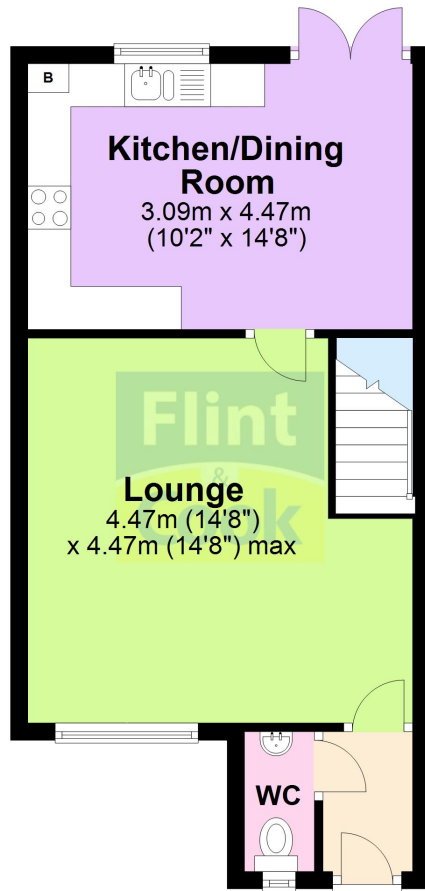 B
Kitchen/Dining
Room
3.09m x 4.47m
(10'2" x 14'8")
Flint
&
Cook
Lounge
4.47m (14'8")
x 4.47m (14'8") max
WC